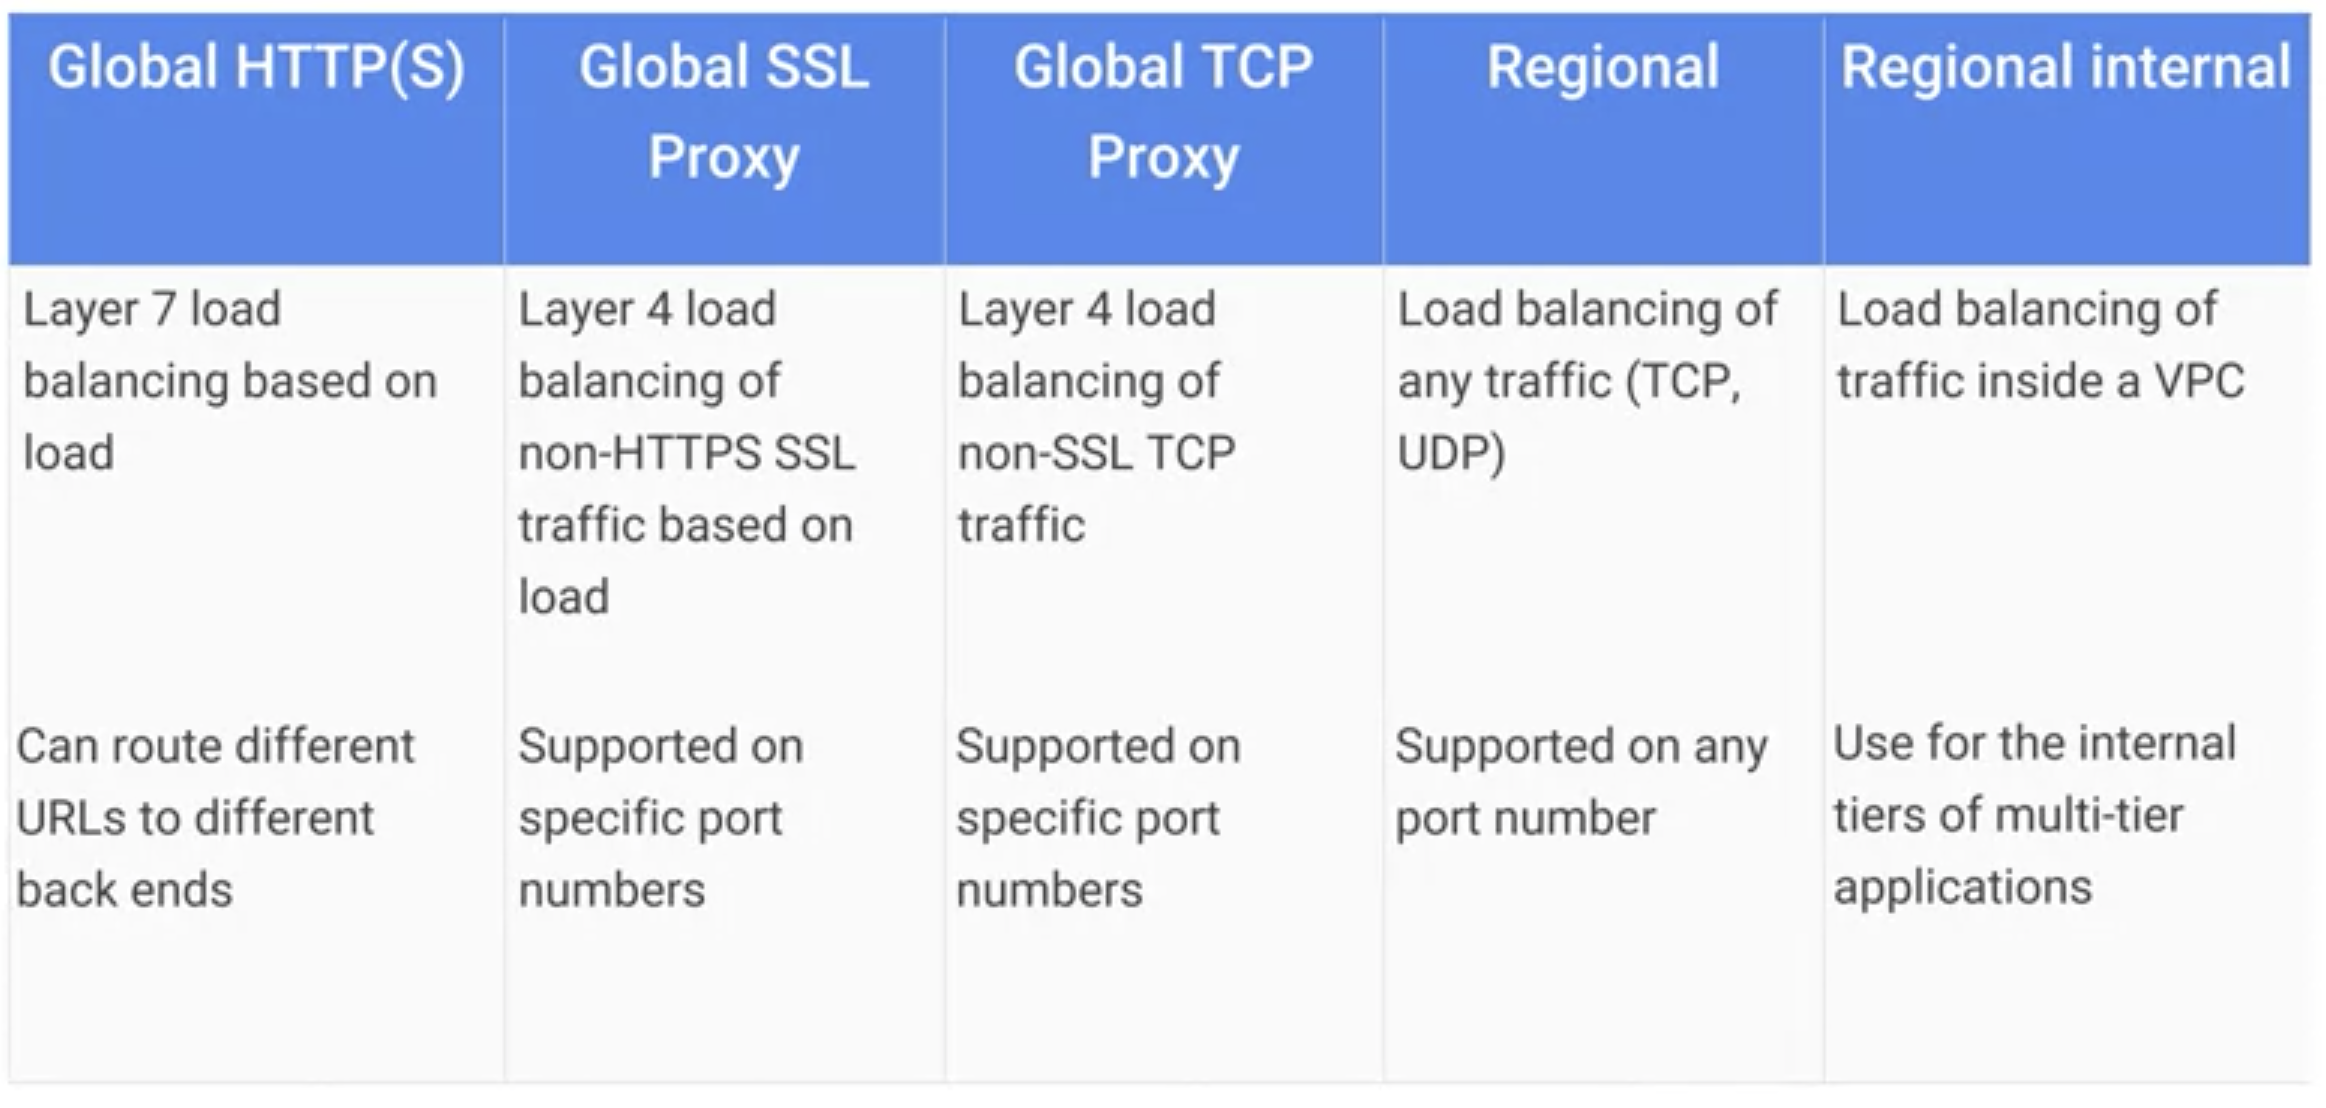 Global HTTP(S)
Global SSL
Proxy
Global TCP
Proxy
Regional
Regional internal
Layer 7 load
balancing based on
load
Layer 4 load
balancing of
non-HTTPS SSL
traffic based on
load
Layer 4 load
balancing of
non-SSL TCP
traffic
Load balancing of
any traffic (TCP,
UDP)
Load balancing of
traffic inside a VPC
Can route different
URLs to different
back ends
Supported on
specific port
numbers
Supported on
specific port
numbers
Supported on any
port number
Use for the internal
tiers of multi-tier
applications